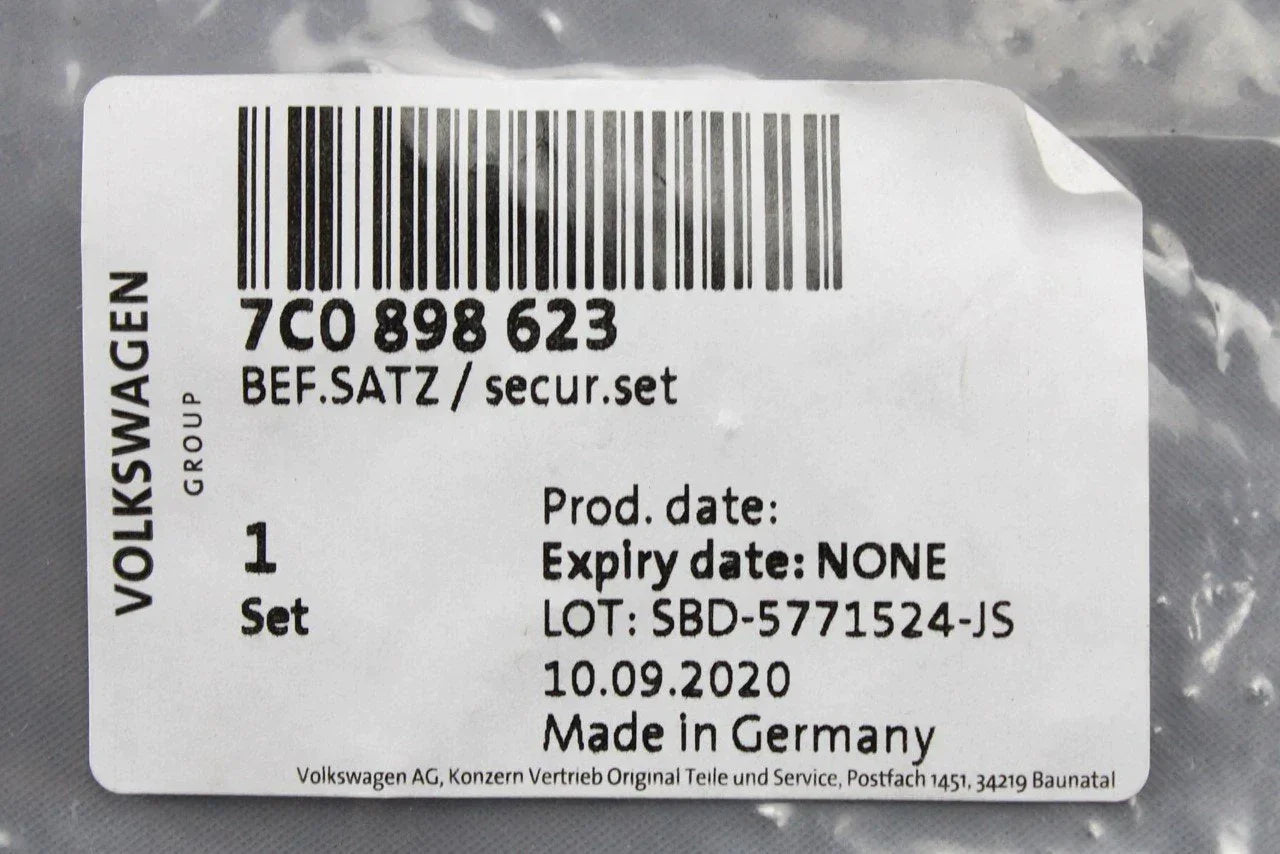 VOLKSWAGEN
GROUP
7C0 898 623
BEF.SATZ / secur.set
1
Set
Prod. date:
Expiry date: NONE
LOT: SBD-5771524-JS
10.09.2020
Made in Germany
Volkswagen AG, Konzern Vertrieb Original Teile und Service, Postfach 1451, 34219 Baunatal